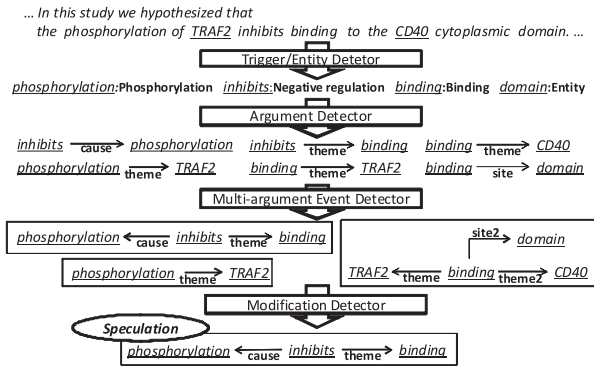 ... In this study we hypothesized that
the phosphorylation of TRAF2 inhibits binding to the CD40 cytoplasmic domain. ...
Trigger/Entity Detetor
phosphorylation:Phosphorylation inhibits:Negative regulation binding:Binding domain:Entity
Argument Detector
inhibits cause phosphorylation inhibits theme binding binding theme CD40
phosphorylation theme TRAF2 binding theme TRAF2 binding site domain
Multi-argument Event Detector
phosphorylation cause inhibits theme binding
site2 domain
phosphorylation theme TRAF2
TRAF2 theme binding theme2 CD40
Modification Detector
Speculation
phosphorylation cause inhibits theme binding